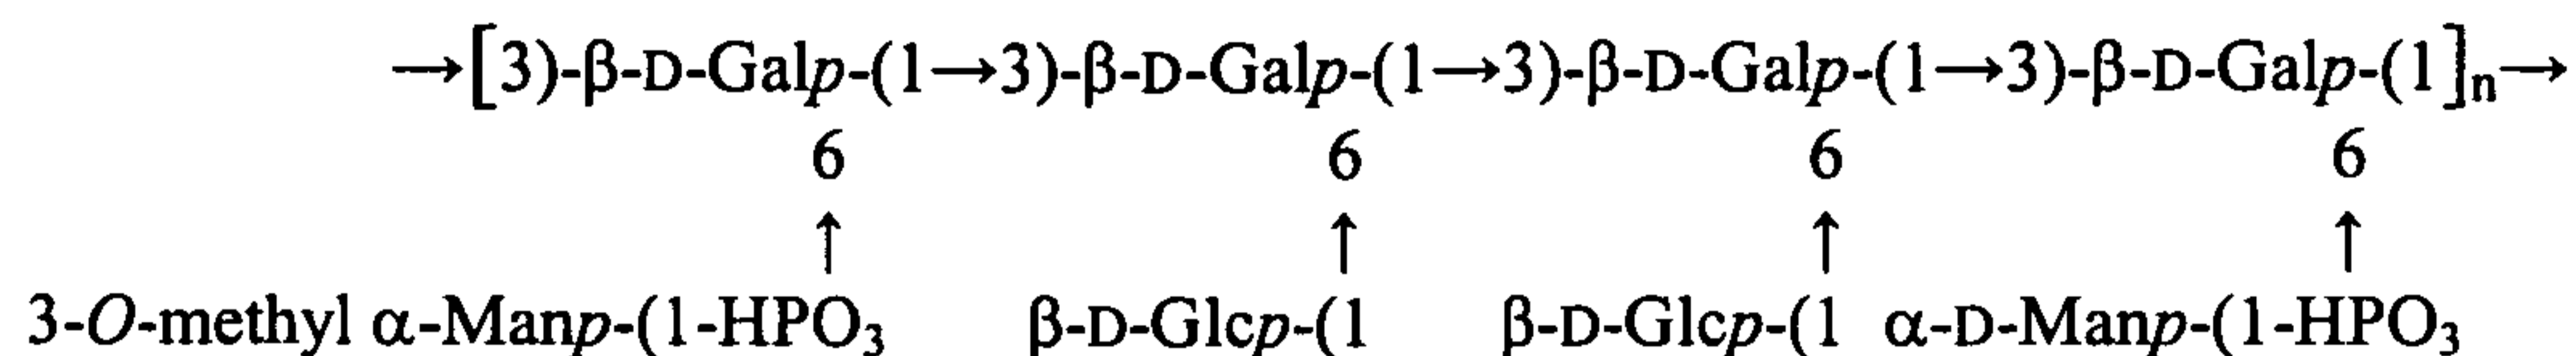 →[3)-β-D-Galp-(1→3)-β-D-Galp-(1→3)-β-D-Galp-(1→3)-β-D-Galp-(1]n→
6 6 6 6
↑ ↑ ↑ ↑
3-O-methyl α-Manp-(1-HPO₃ β-D-Glcp-(1 β-D-Glcp-(1 α-D-Manp-(1-HPO₃